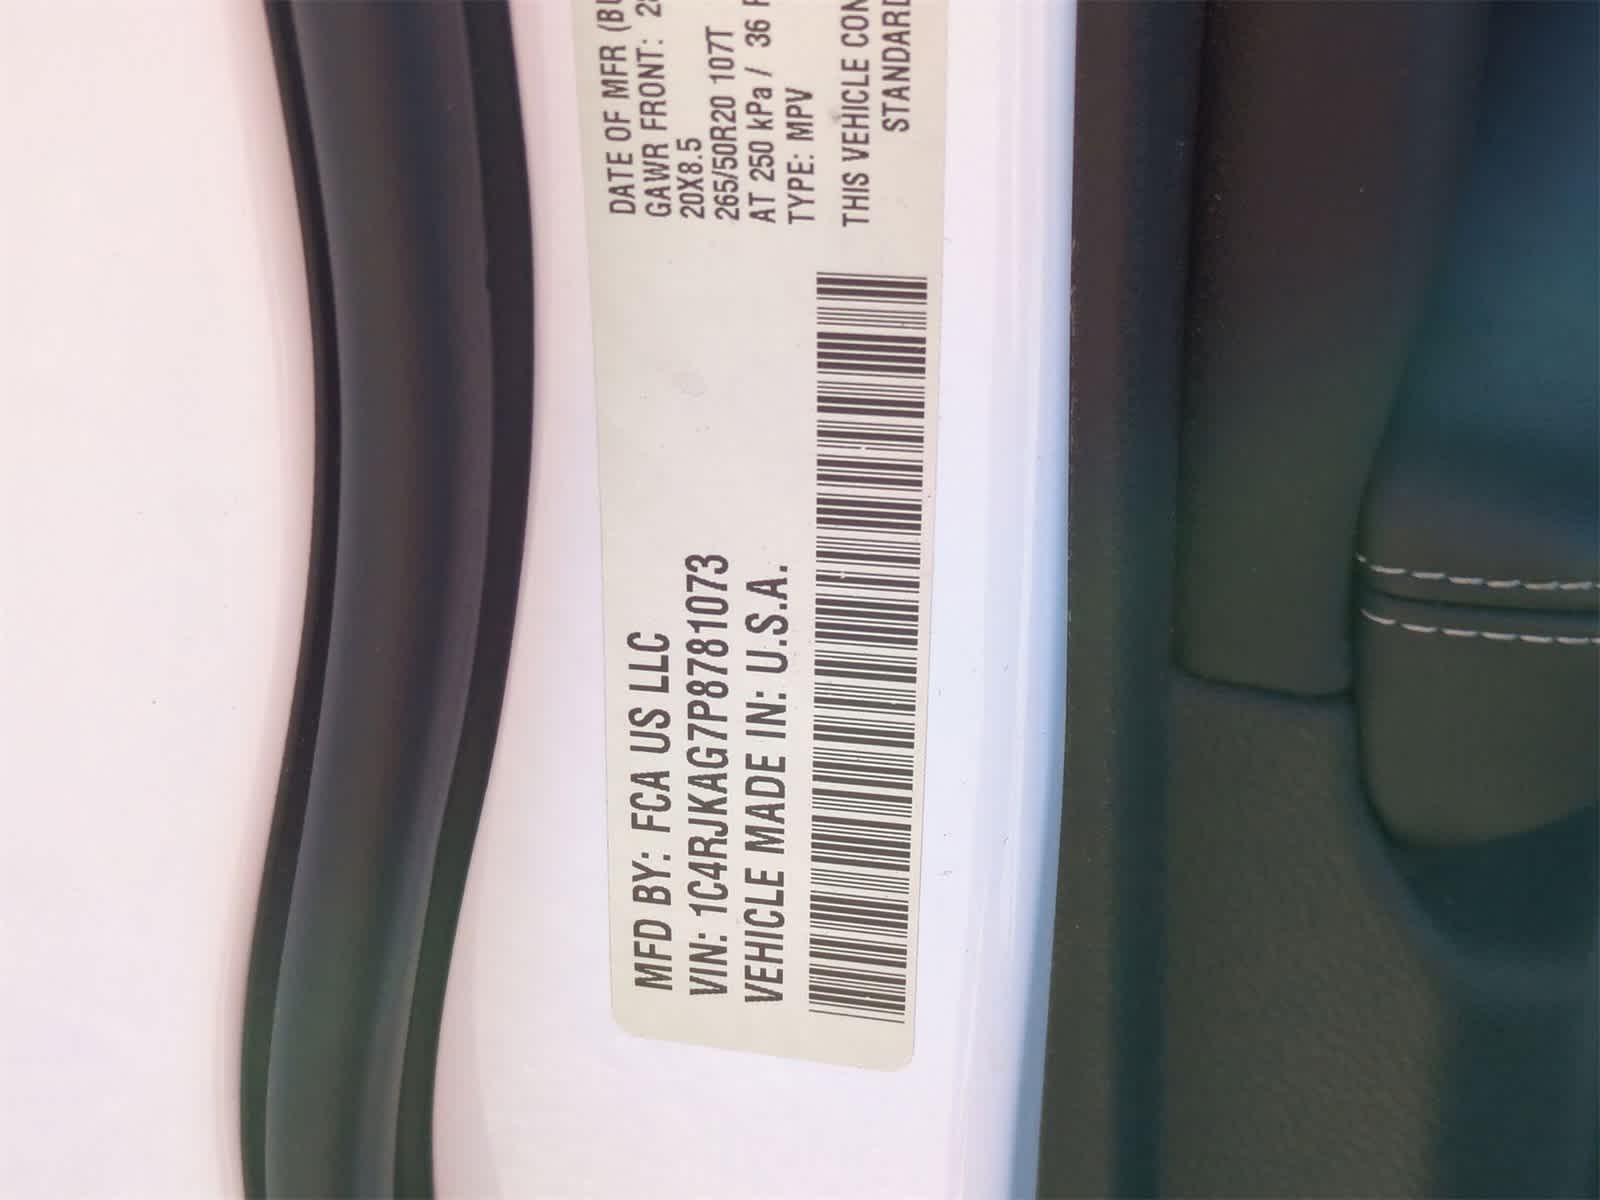 MFD BY: FCA US LLC
VIN: 1C4RJKAG7P8781073
VEHICLE MADE IN: U.S.A.
DATE OF MFR
GAWR FRONT:
20X8.5
265/50R20 107T
AT 250 kPa / 36
TYPE: MPV
THIS VEHICLE
STANDARD